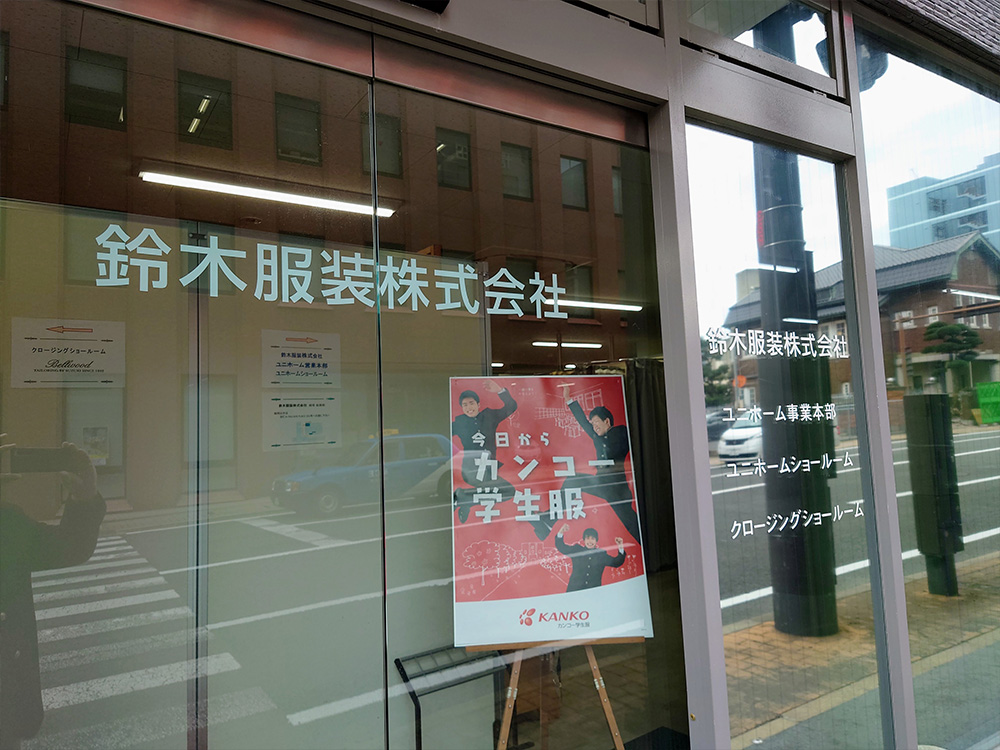 鈴木服装株式会社
クロージングショールーム
Bellwood
鈴木服装株式会社
ユニホーム事業本部
ユニホームショールーム
今日から
カンコー
学生服
KANKO
カンコー学生服
鈴木服装株式会社
ユニホーム事業本部
ユニホームショールーム
クロージングショールーム